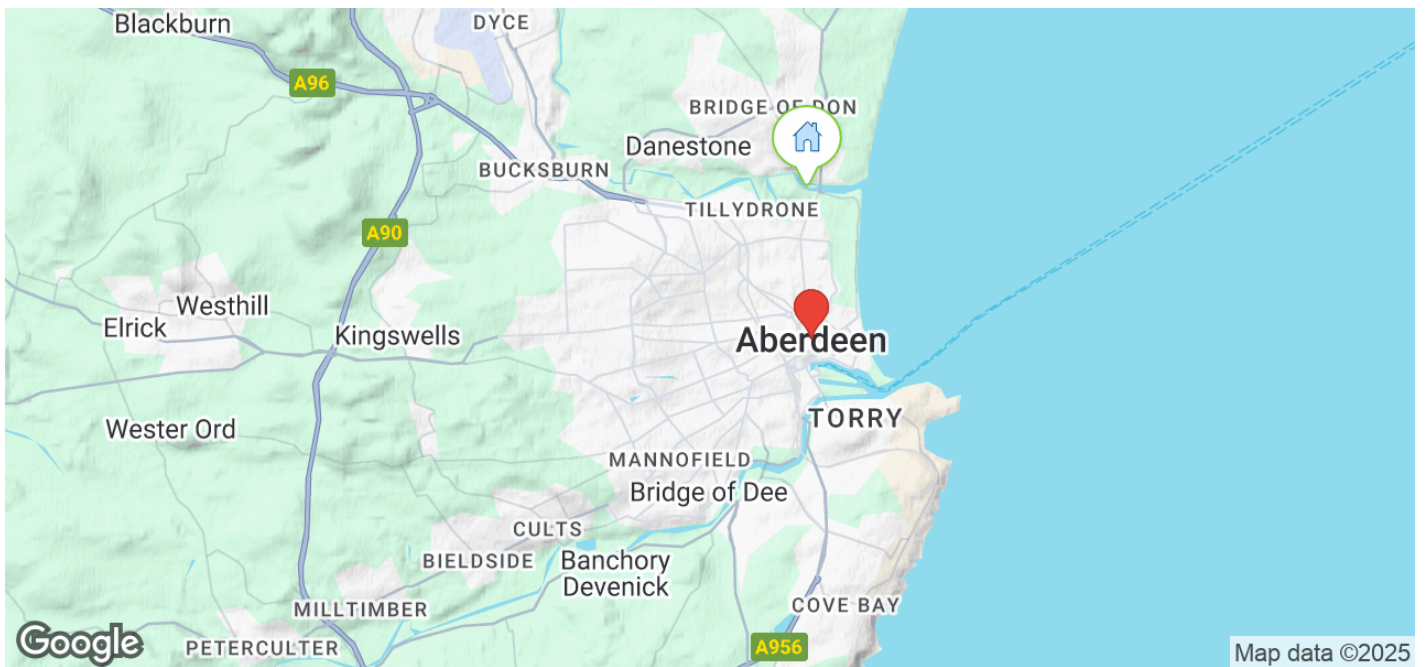 Blackburn
DYCE
A96
BRIDGE OF DON
Danestone
BUCKSBURN
TILLYDRONE
A90
Westhill
Elrick
Kingswells
Aberdeen
TORRY
Wester Ord
MANNOFIELD
Bridge of Dee
CULTS
BIELDSIDE
Banchory
Devenick
MILLTIMBER
COVE BAY
PETERCULTER
A956
Google
Map data ©2025